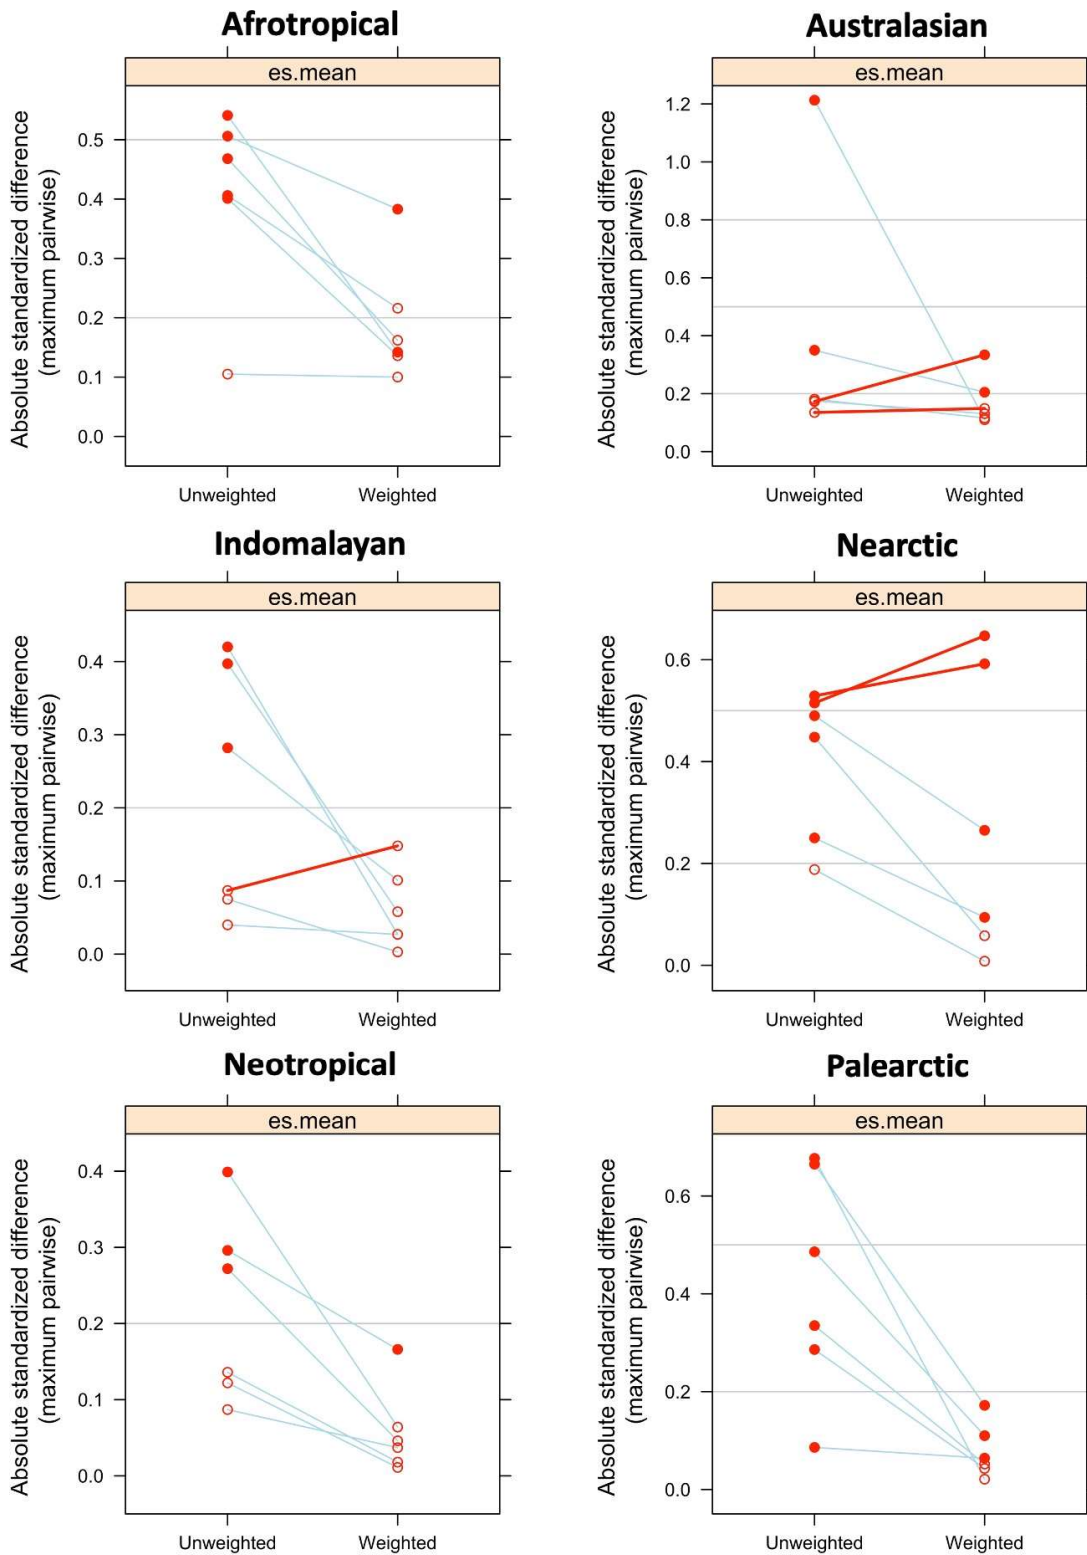 Afrotropical
es.mean
Absolute standardized difference
(maximum pairwise)
0.5
0.4
0.3
0.2
0.1
0.0
Unweighted Weighted
Australasian
es.mean
Absolute standardized difference
(maximum pairwise)
1.2
1.0
0.8
0.4
0.2
0.0
Unweighted Weighted
Indomalayan
es.mean
Absolute standardized difference
(maximum pairwise)
0.4
0.3
0.2
0.1
0.0
Unweighted Weighted
Nearctic
es.mean
Absolute standardized difference
(maximum pairwise)
0.6
0.4
0.2
0.0
Unweighted Weighted
Neotropical
es.mean
Absolute standardized difference
(maximum pairwise)
0.4
0.3
0.2
0.1
0.0
Unweighted Weighted
Palearctic
es.mean
Absolute standardized difference
(maximum pairwise)
0.6
0.4
0.2
0.0
Unweighted Weighted